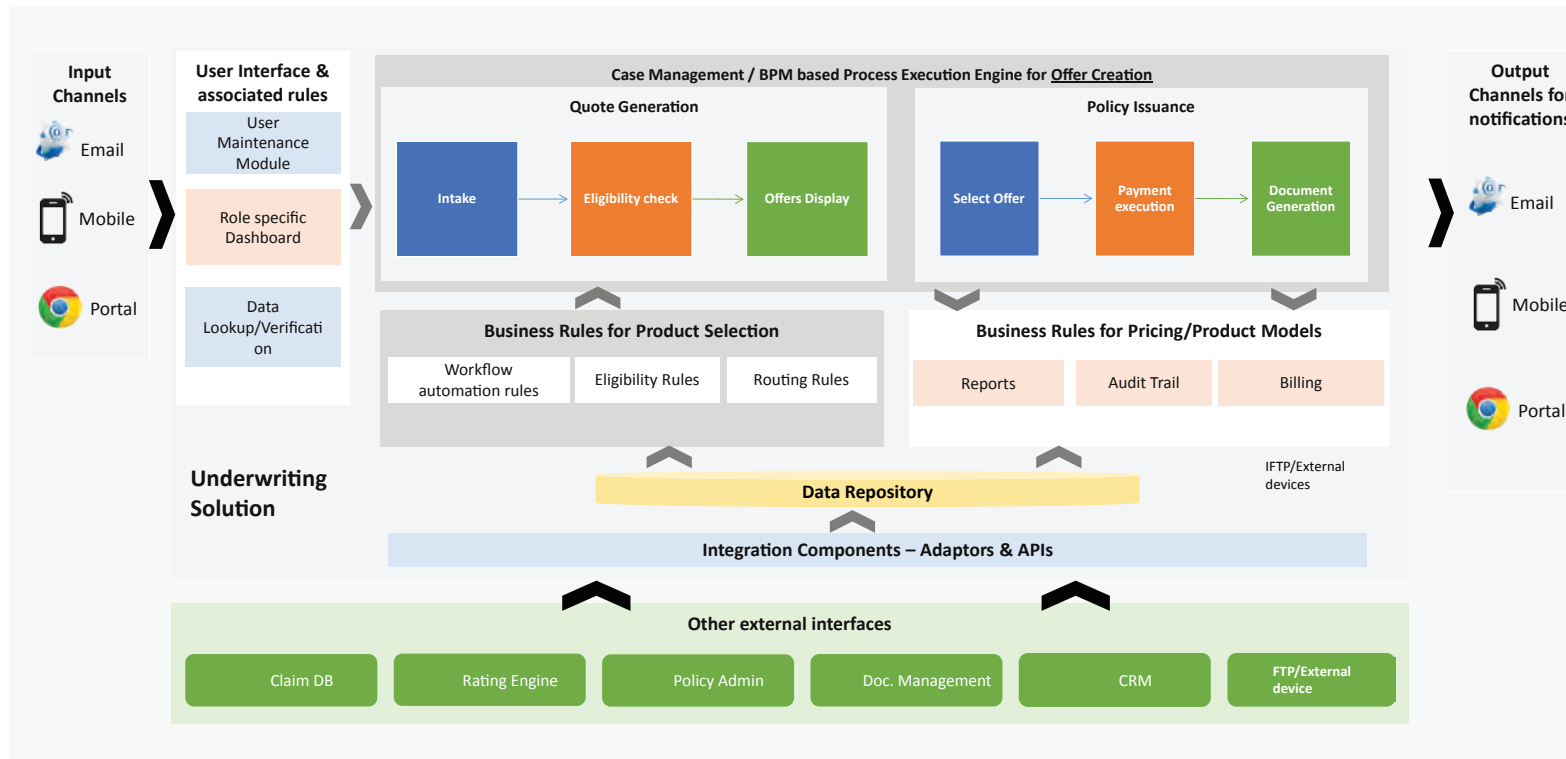 Input
Channels
Email
Mobile
Portal
User Interface &
associated rules
User
Maintenance
Module
Role specific
Dashboard
Data
Lookup/Verificati
on
Case Management / BPM based Process Execution Engine for Offer Creation
Quote Generation
Intake
Eligibility check
Offers Display
Policy Issuance
Select Offer
Payment
execution
Document
Generation
Business Rules for Product Selection
Workflow
automation rules
Eligibility Rules
Routing Rules
Business Rules for Pricing/Product Models
Reports
Audit Trail
Billing
Underwriting
Solution
Data Repository
IFTP/External
devices
Integration Components – Adaptors & APIs
Other external interfaces
Claim DB
Rating Engine
Policy Admin
Doc. Management
CRM
FTP/External
device
Output
Channels for
notifications
Email
Mobile
Portal